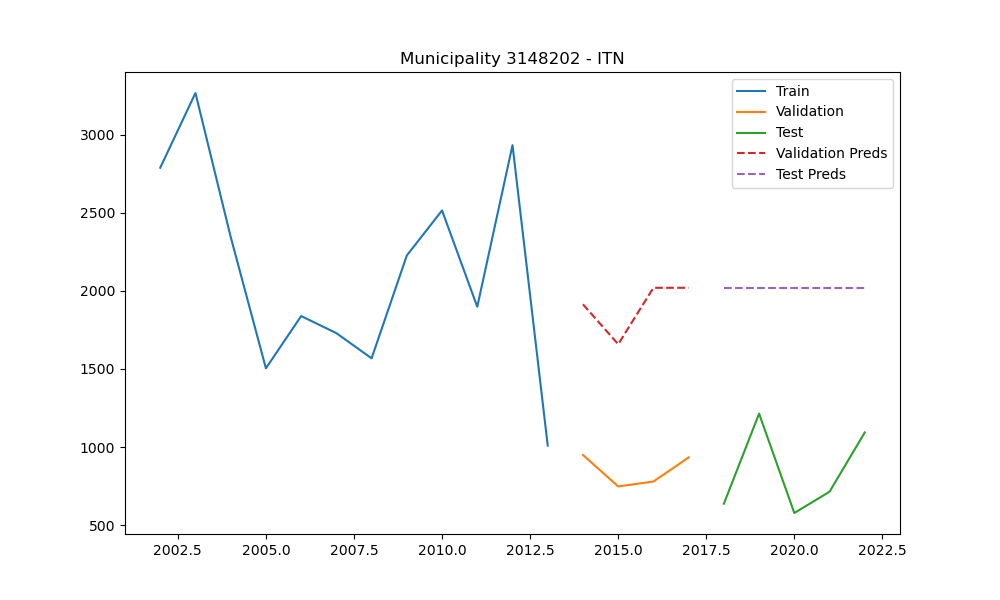 Municipality 3148202 - ITN
Train
Validation
Test
Validation Preds
Test Preds
3000
2500
2000
1500
1000
500
2002.5 2005.0 2007.5 2010.0 2012.5 2015.0 2017.5 2020.0 2022.5